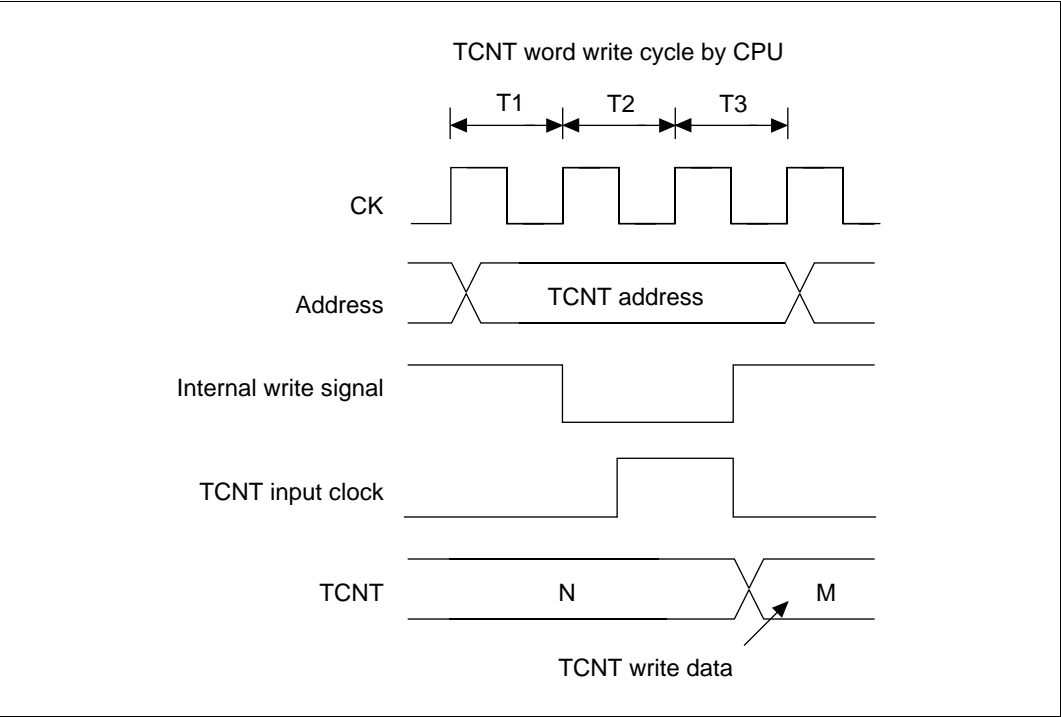 TCNT word write cycle by CPU
T1 T2 T3
CK
Address TCNT address
Internal write signal
TCNT input clock
TCNT N M
TCNT write data